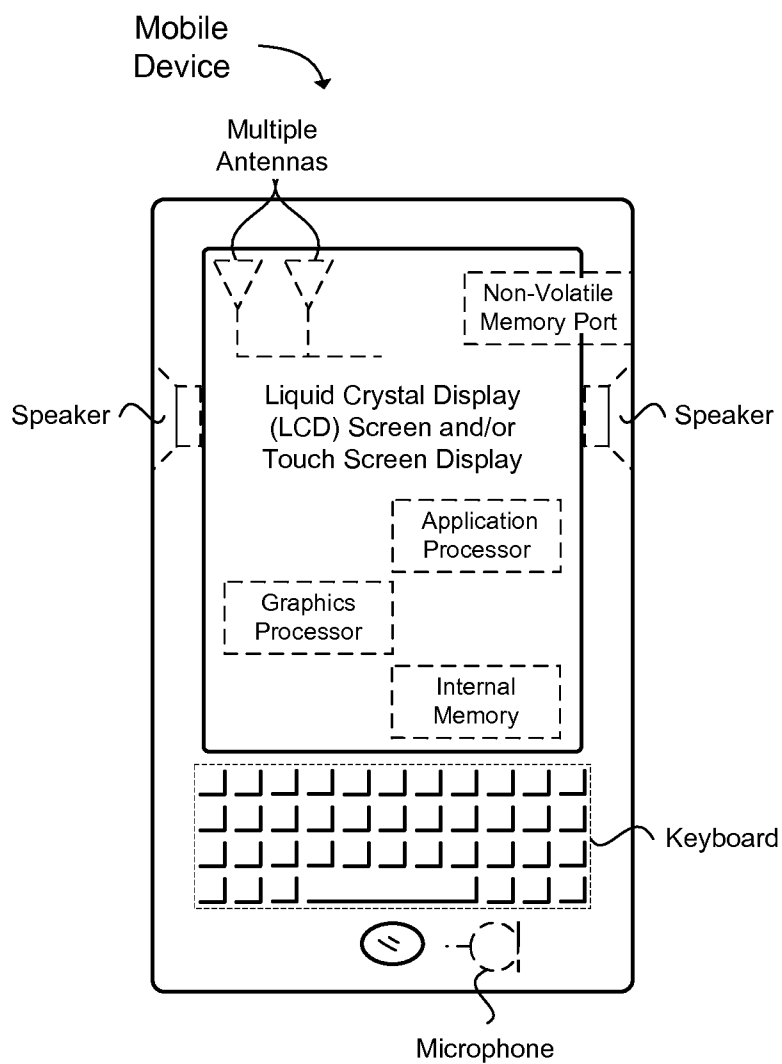 Mobile
Device
Multiple
Antennas
Non-Volatile
Memory Port
Speaker
Liquid Crystal Display
(LCD) Screen and/or
Touch Screen Display
Speaker
Application
Processor
Graphics
Processor
Internal
Memory
Keyboard
Microphone